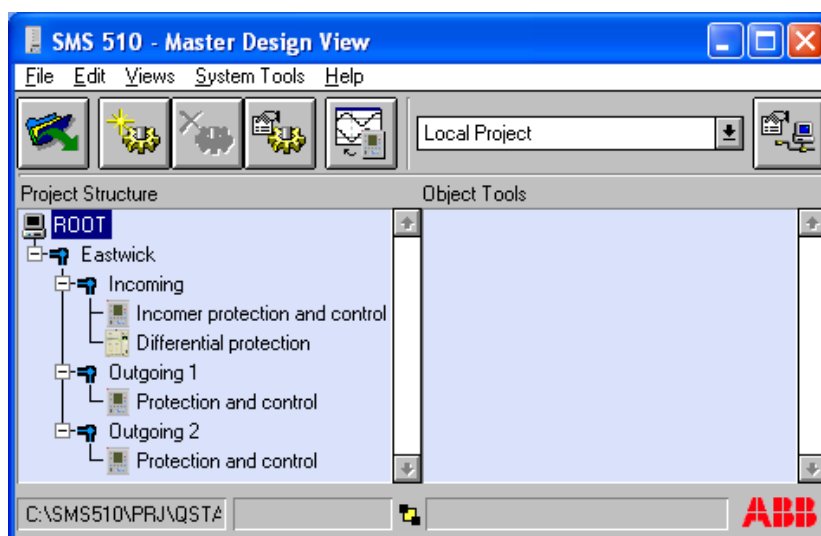 SMS 510 - Master Design View
File Edit Views System Tools Help
Local Project
Project Structure
Object Tools
ROOT
Eastwick
Incoming
Incomer protection and control
Differential protection
Outgoing 1
Protection and control
Outgoing 2
Protection and control
C:\SMS510\PRJ\QSTA
ABB